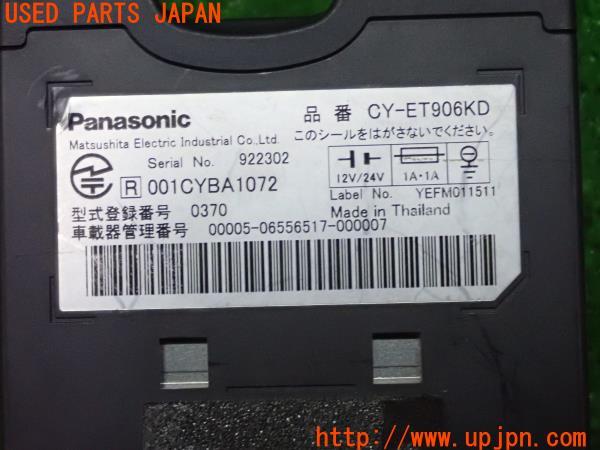 USED PARTS JAPAN
Panasonic
品 番 CY-ET906KD
Matsushita Electric Industrial Co.,Ltd.
このシールをはがさないでください。
Serial No. 922302
R 001CYBA1072
12V/24V
1A・1A
Label No. YEFM011511
型式登録番号 0370
Made in Thailand
車載器管理番号 00005-06556517-000007
UPJ
https://www.upjpn.com